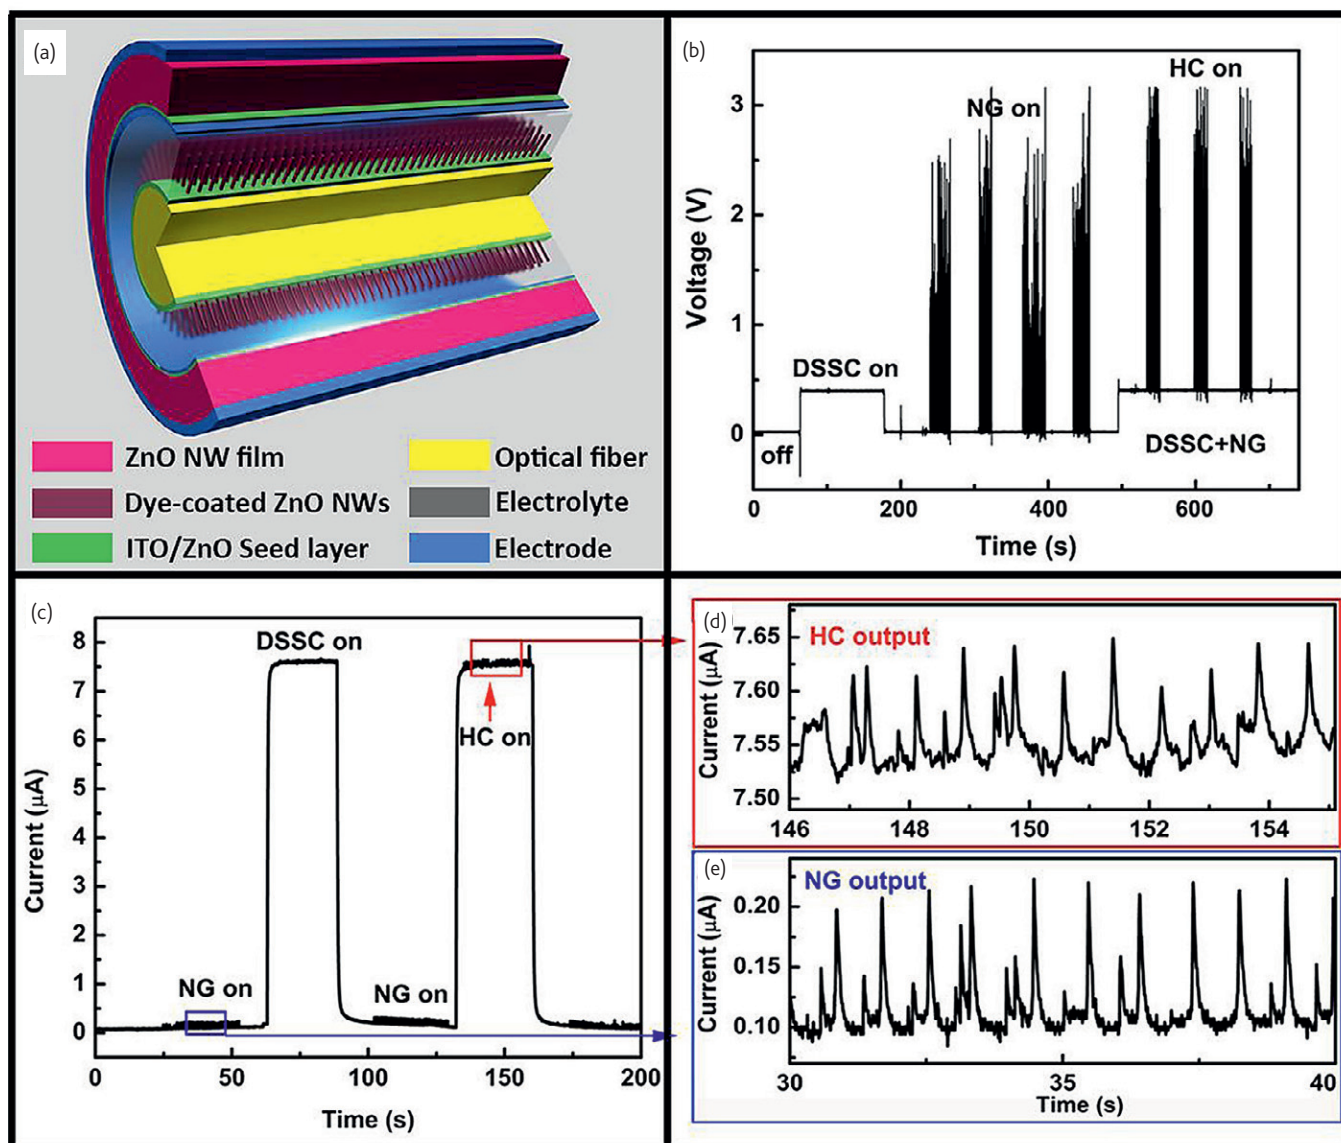 (a)
ZnO NW film
Dye-coated ZnO NWs
ITO/ZnO Seed layer
Optical fiber
Electrolyte
Electrode
(b)
Voltage (V)
3
2
1
0
HC on
NG on
DSSC on
off
DSSC+NG
0 200 400 600
Time (s)
(c)
Current (μA)
8
7
6
5
4
3
2
1
0
DSSC on
HC on
NG on
NG on
0 50 100 150 200
Time (s)
(d)
HC output
Current (μA)
7.65
7.60
7.55
7.50
146 148 150 152 154
(e)
NG output
Current (μA)
0.20
0.15
0.10
30 35 40
Time (s)